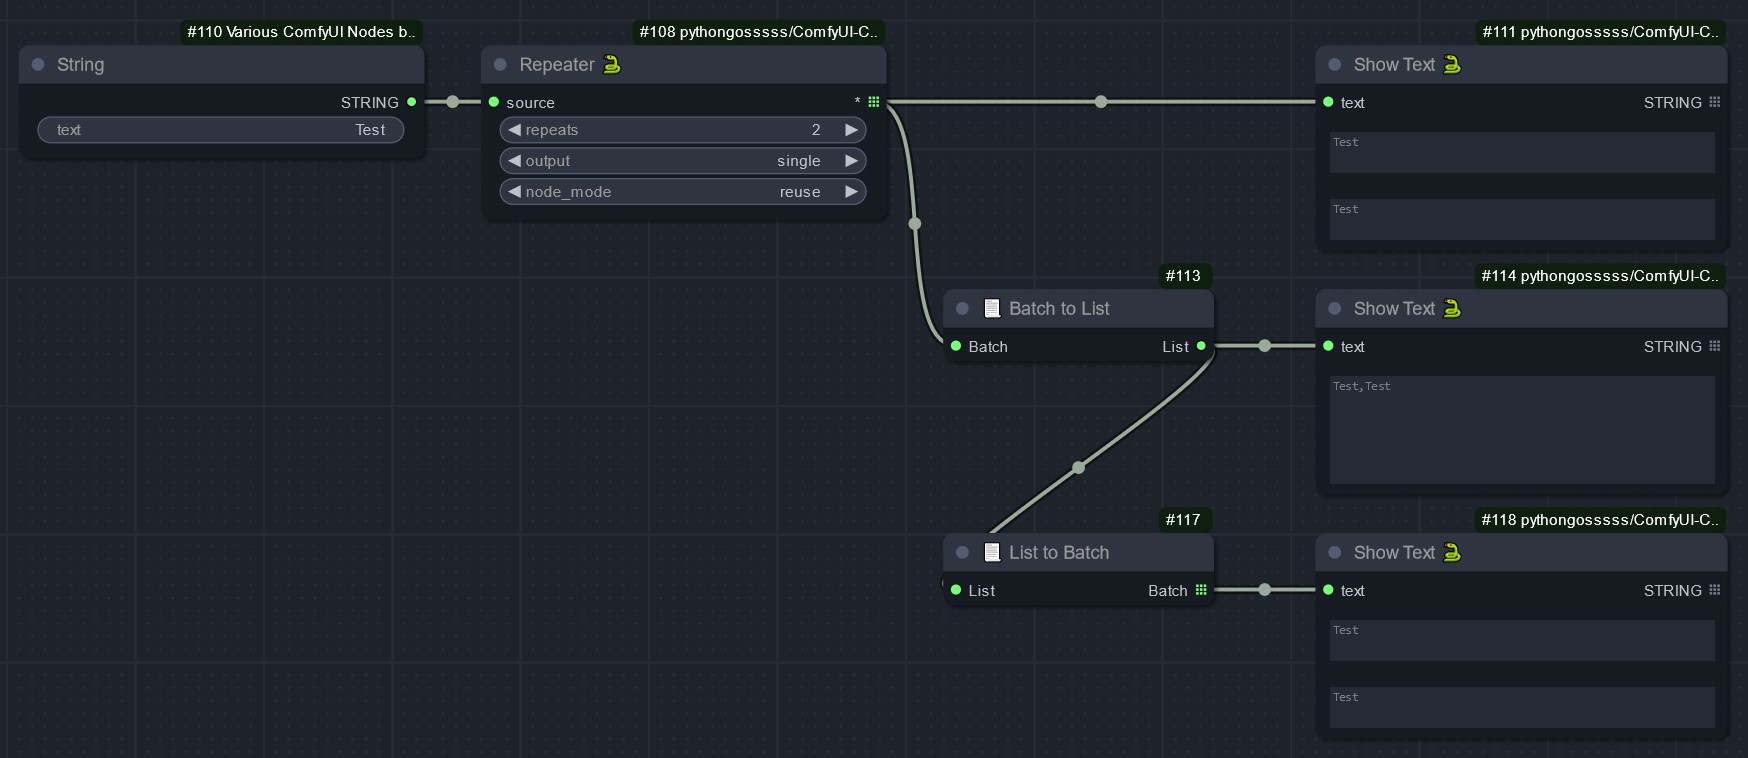 #110 Various ComfyUI Nodes b..
String
STRING
text Test
#108 pythongosssss/ComfyUI-C..
Repeater
source *
repeats 2
output single
node_mode reuse
#111 pythongosssss/ComfyUI-C..
Show Text
text STRING
Test
Test
#113
Batch to List
Batch List
#114 pythongosssss/ComfyUI-C..
Show Text
text STRING
Test,Test
#117
List to Batch
List Batch
#118 pythongosssss/ComfyUI-C..
Show Text
text STRING
Test
Test